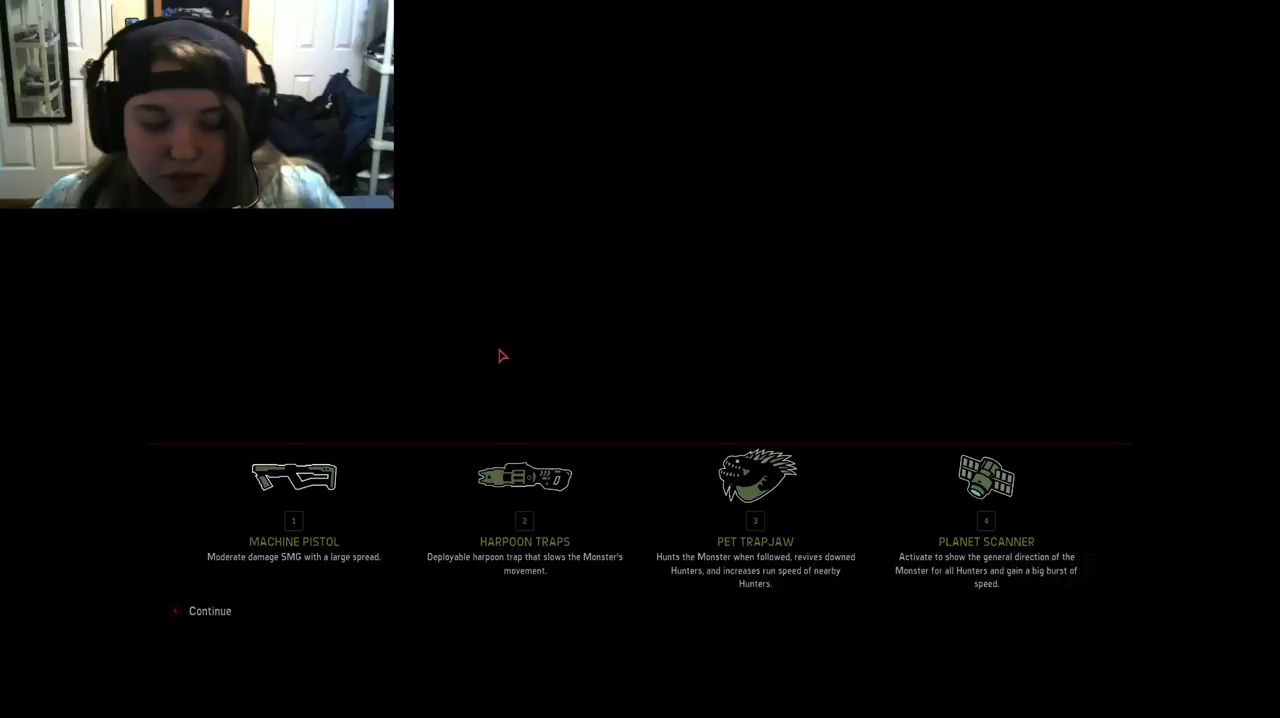 1
MACHINE PISTOL
Moderate damage SMG with a large spread.
2
HARPOON TRAPS
Deployable harpoon trap that slows the Monster's
movement.
3
PET TRAPJAW
Hunts the Monster when followed, revives downed
Hunters, and increases run speed of nearby
Hunters.
4
PLANET SCANNER
Activate to show the general direction of the
Monster for all Hunters and gain a big burst of
speed.
Continue